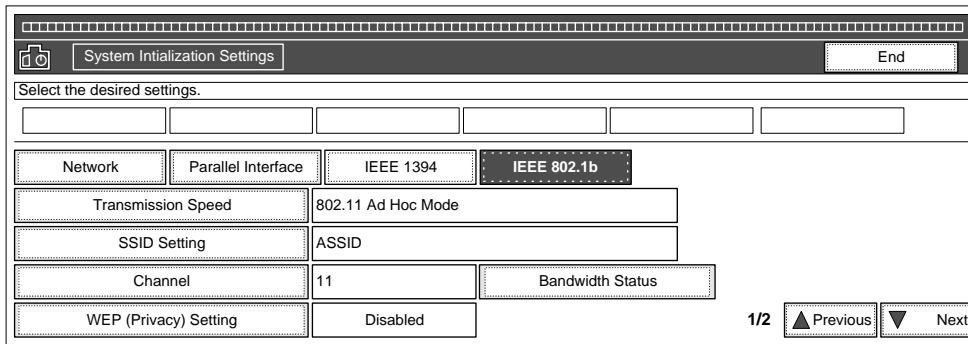 System Intialization Settings
End
Select the desired settings.
Network
Parallel Interface
IEEE 1394
IEEE 802.1b
Transmission Speed
802.11 Ad Hoc Mode
SSID Setting
ASSID
Channel
11
Bandwidth Status
WEP (Privacy) Setting
Disabled
1/2
Previous
Next